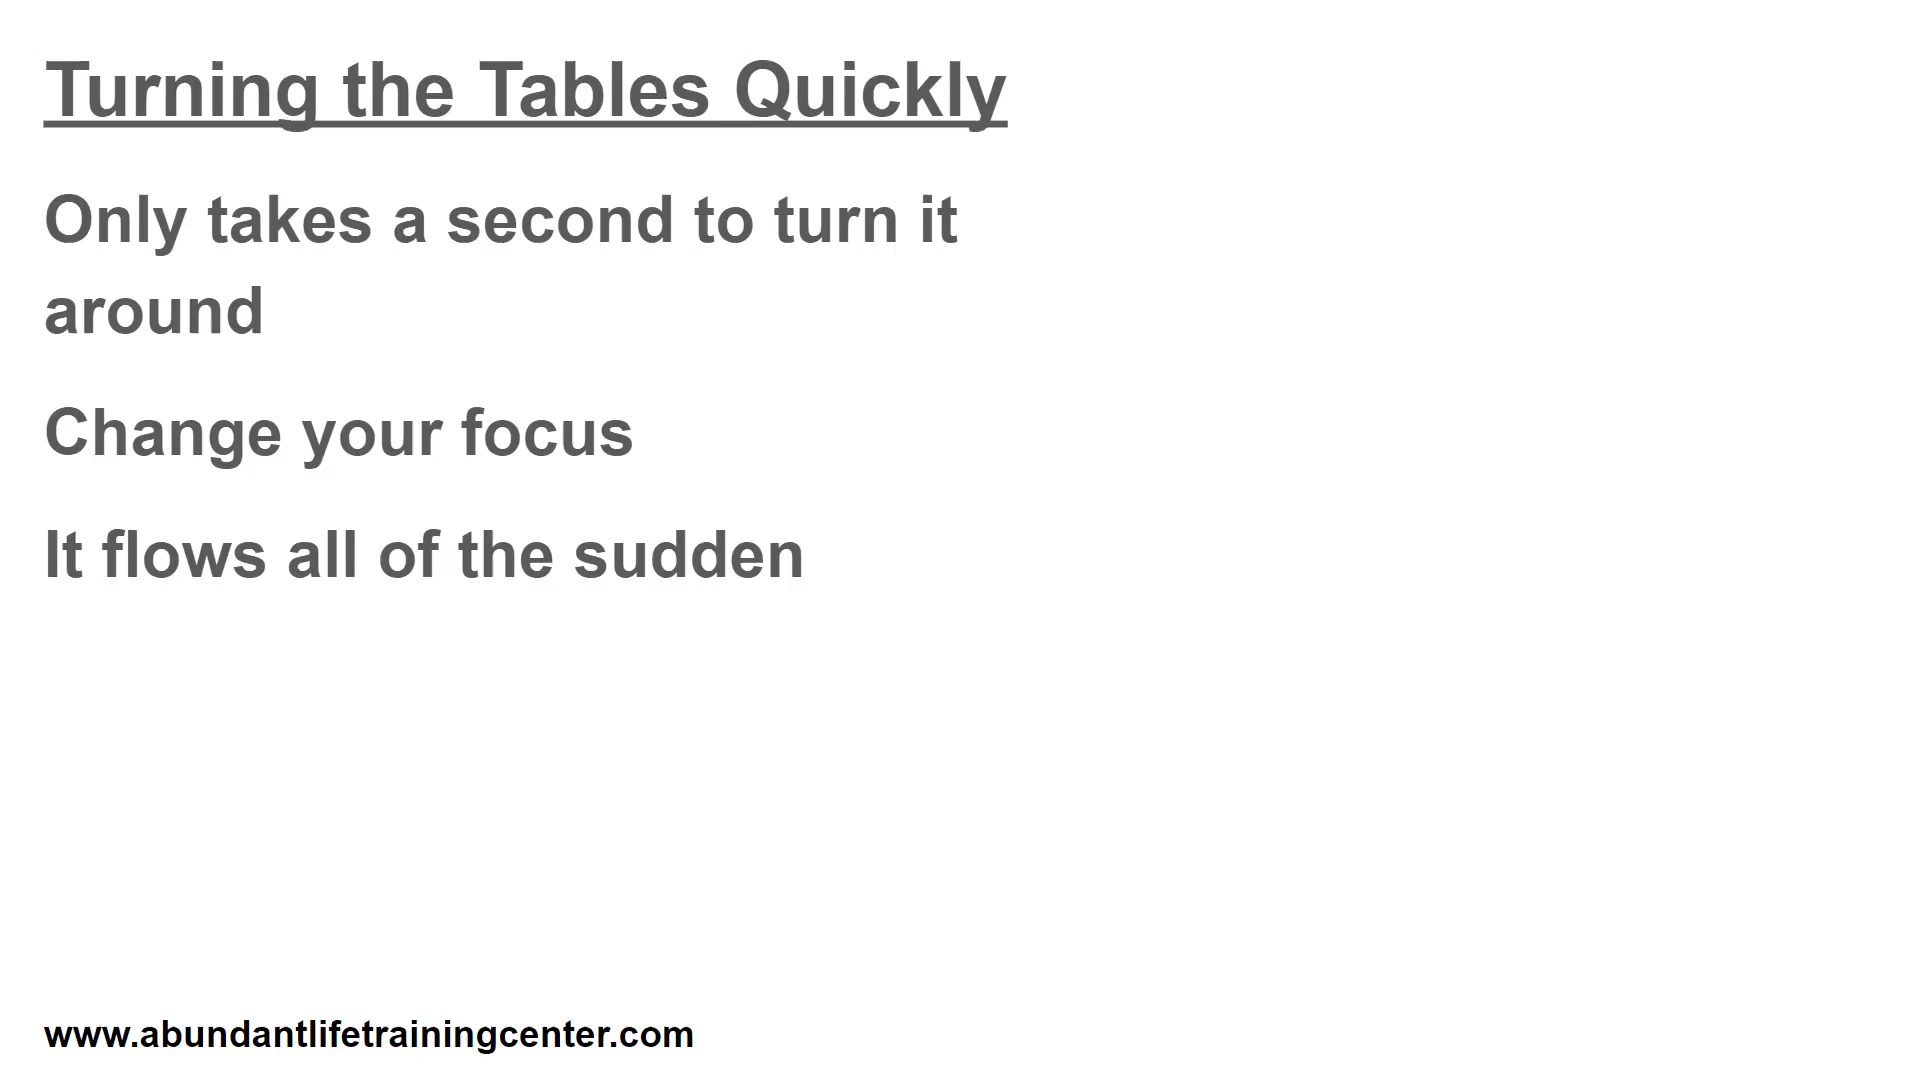 Turning the Tables Quickly
Only takes a second to turn it
around
Change your focus
It flows all of the sudden
www.abundantlifetrainingcenter.com